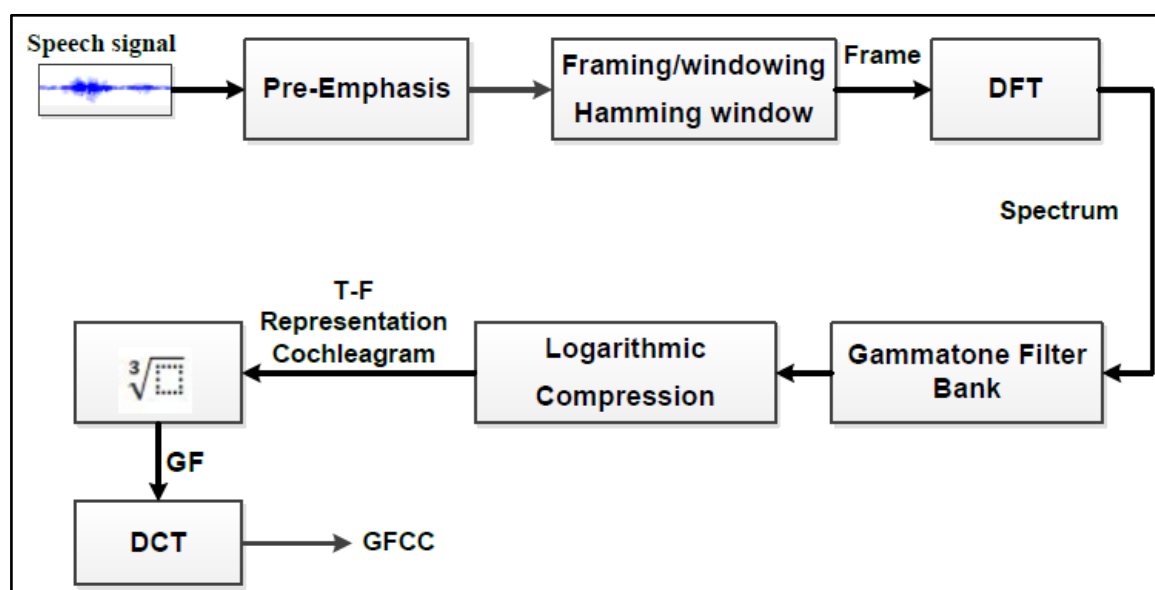 Speech signal
Pre-Emphasis
Framing/windowing
Hamming window
Frame
DFT
Spectrum
Gammatone Filter
Bank
Logarithmic
Compression
T-F
Representation
Cochleagram
3√
GF
DCT
GFCC